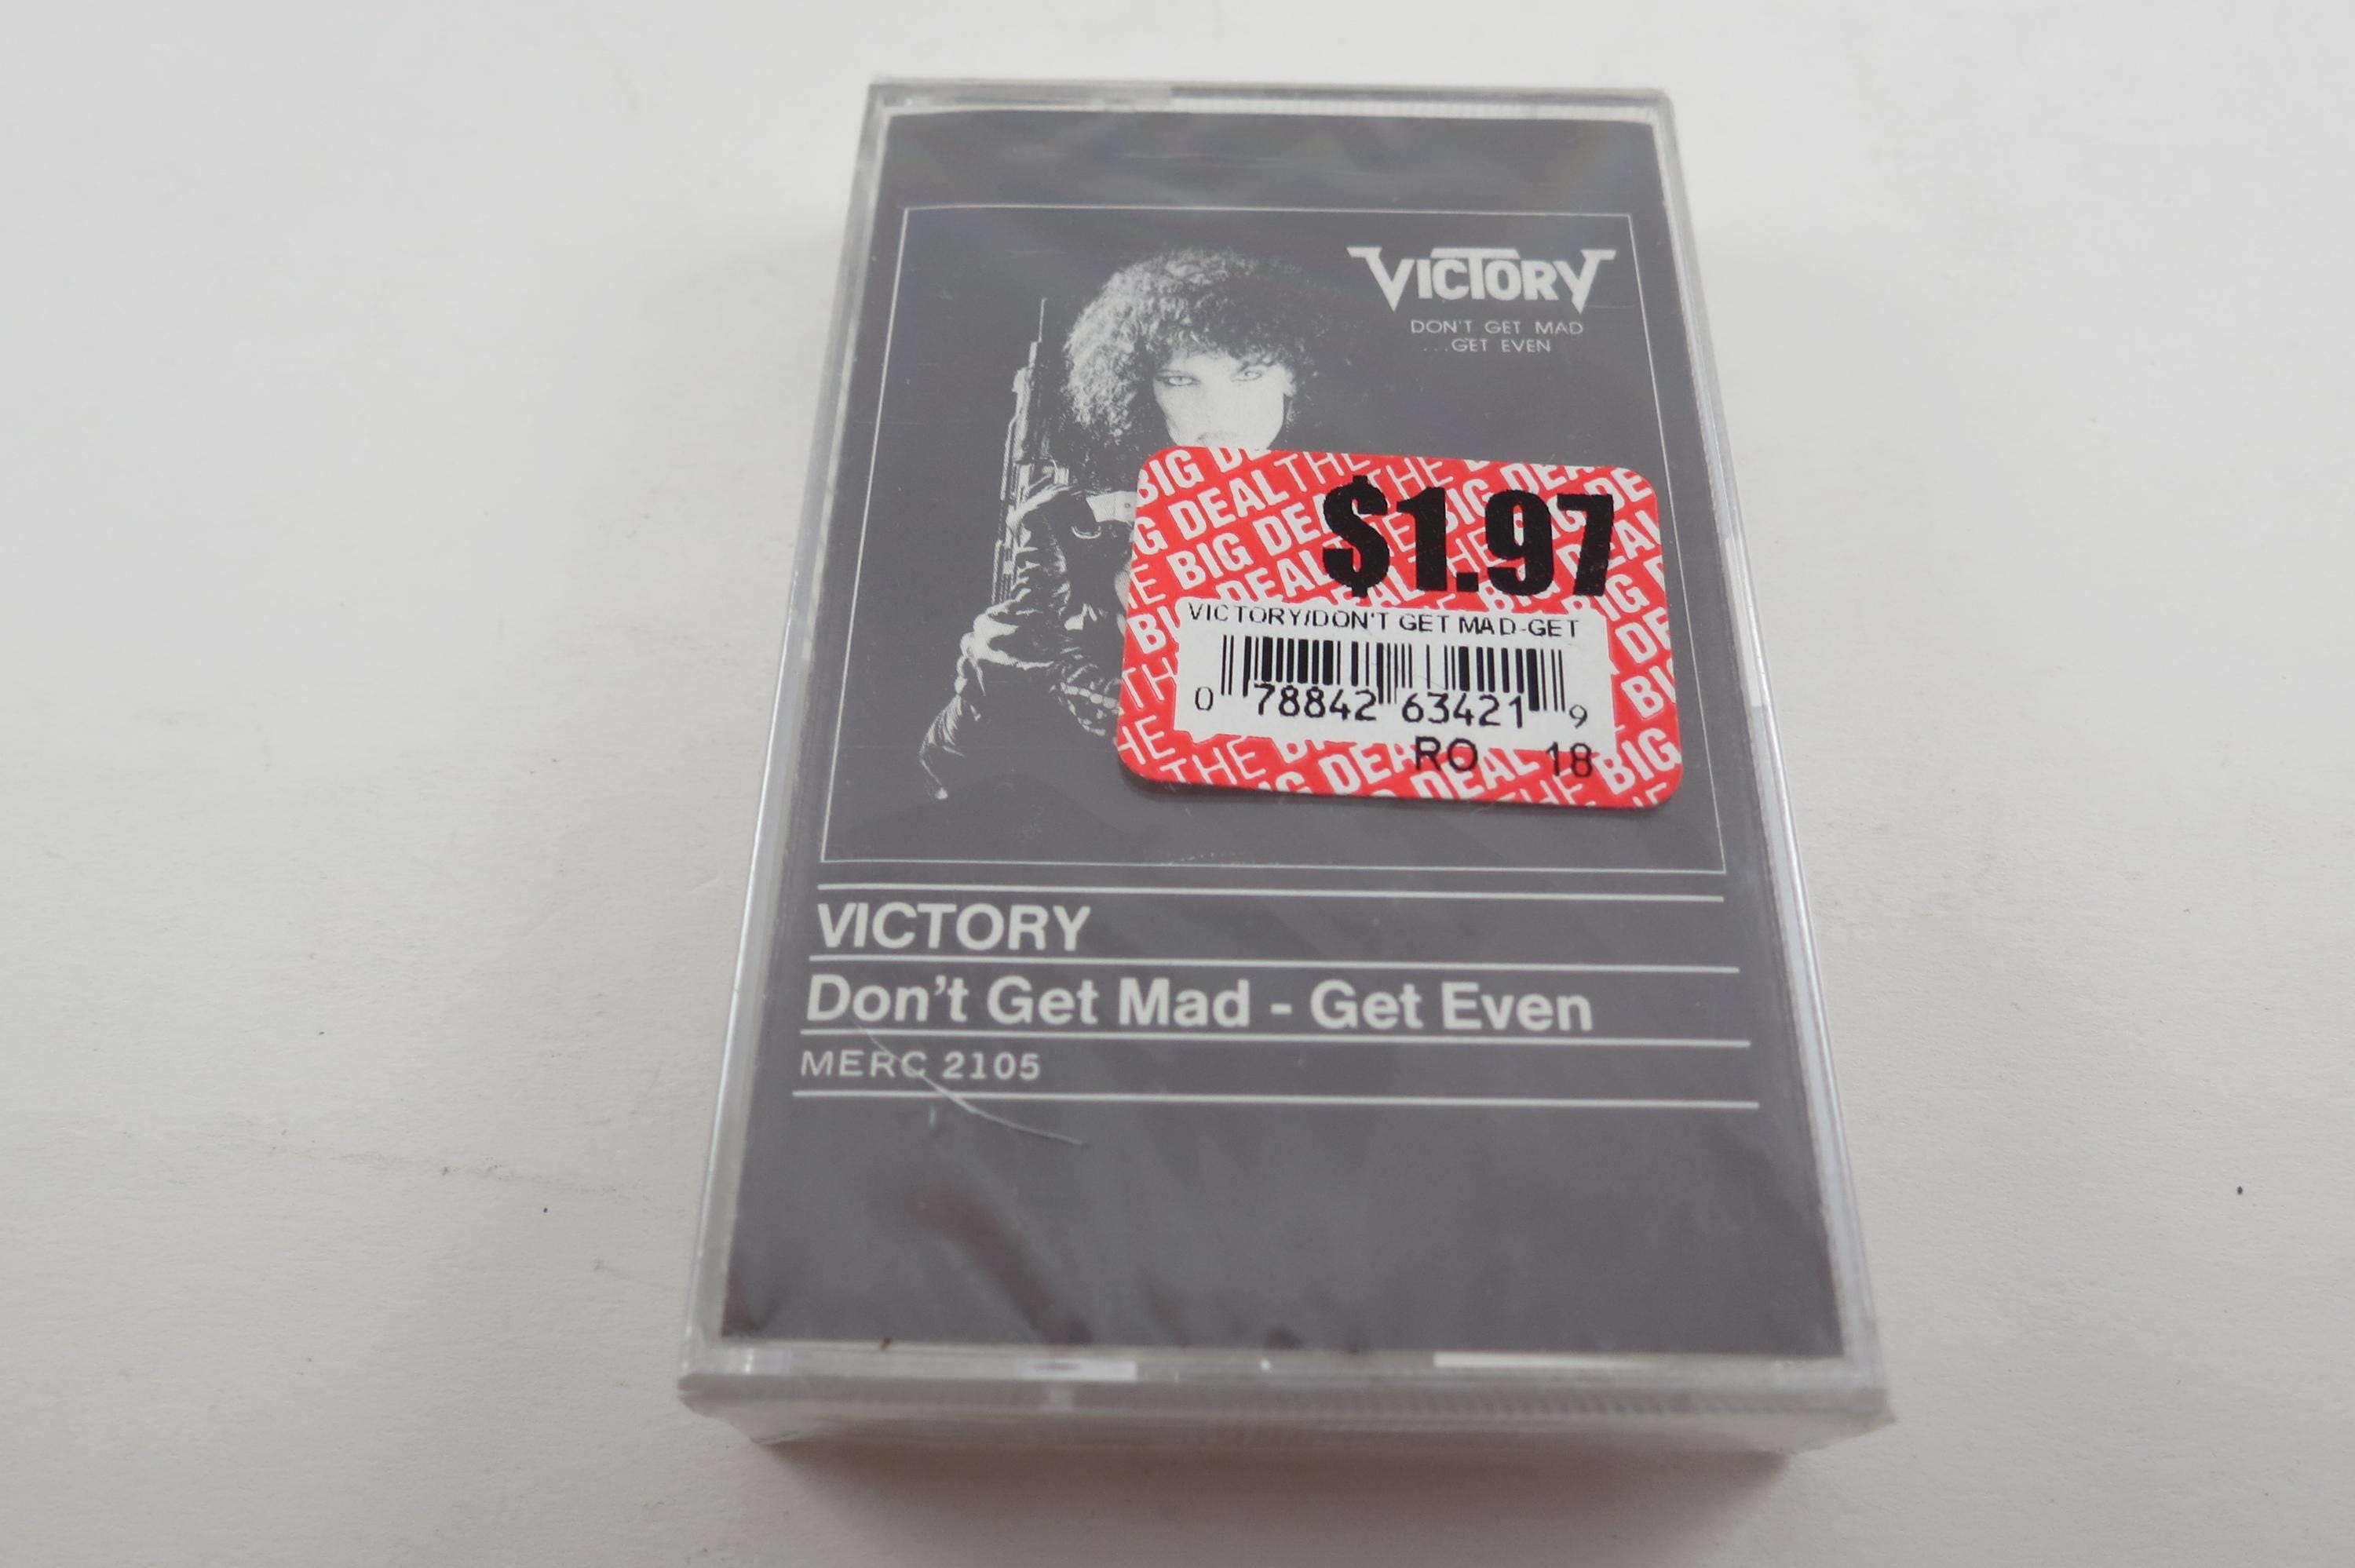 VICTORY
DON'T GET MAD
...GET EVEN
THE BIG DEAL
$1.97
VICTORY/DON'T GET MAD-GET
0 78842 63421 9
RO 18
VICTORY
Don't Get Mad - Get Even
MERC 2105